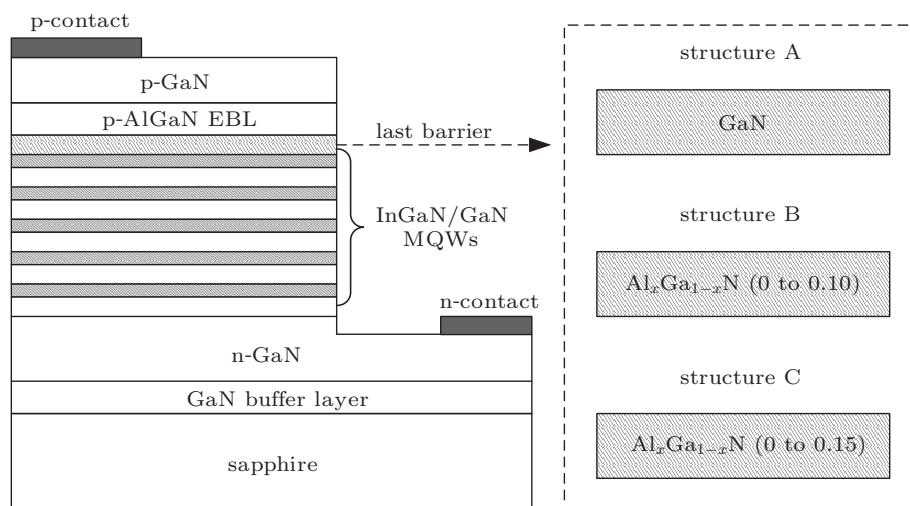 p-contact
p-GaN
p-AlGaN EBL
last barrier
InGaN/GaN
MQWs
n-contact
n-GaN
GaN buffer layer
sapphire
structure A
GaN
structure B
AlₓGa₁₋ₓN (0 to 0.10)
structure C
AlₓGa₁₋ₓN (0 to 0.15)